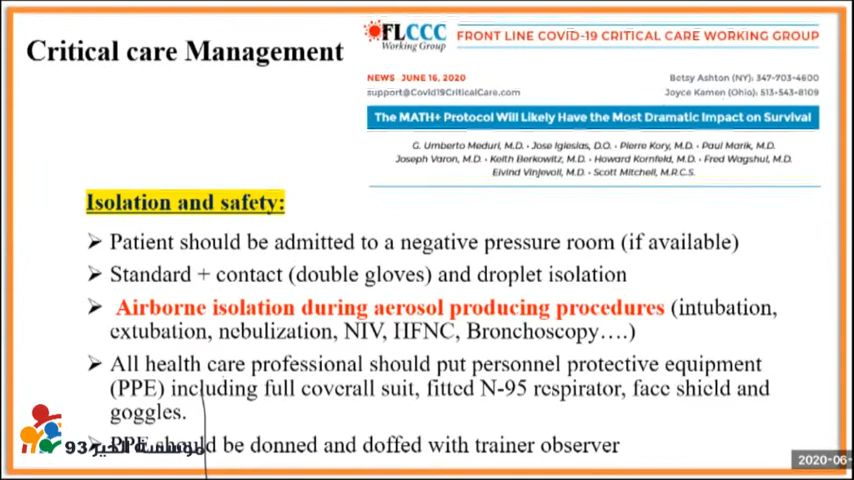 Critical care Management
FLCCC
Working Group
FRONT LINE COVID-19 CRITICAL CARE WORKING GROUP
NEWS JUNE 16, 2020
Betsy Ashton (NY): 347-703-4600
support@Covid19CriticalCare.com
Joyce Kamen (Ohio): 513-543-8109
The MATH+ Protocol Will Likely Have the Most Dramatic Impact on Survival
G. Umberto Meduri, M.D. • Jose Iglesias, D.O. • Pierre Kory, M.D. • Paul Marik, M.D.
Joseph Varon, M.D. • Keith Berkowitz, M.D. • Howard Kornfeld, M.D. • Fred Wagshul, M.D.
Eivind Vinjevoll, M.D. • Scott Mitchell, M.R.C.S.
Isolation and safety:
➤ Patient should be admitted to a negative pressure room (if available)
➤ Standard + contact (double gloves) and droplet isolation
➤ Airborne isolation during aerosol producing procedures (intubation,
extubation, nebulization, NIV, HFNC, Bronchoscopy….)
➤ All health care professional should put personnel protective equipment
(PPE) including full coverall suit, fitted N-95 respirator, face shield and
goggles.
➤ PPE should be donned and doffed with trainer observer
مؤسسة الخير 93
2020-06-